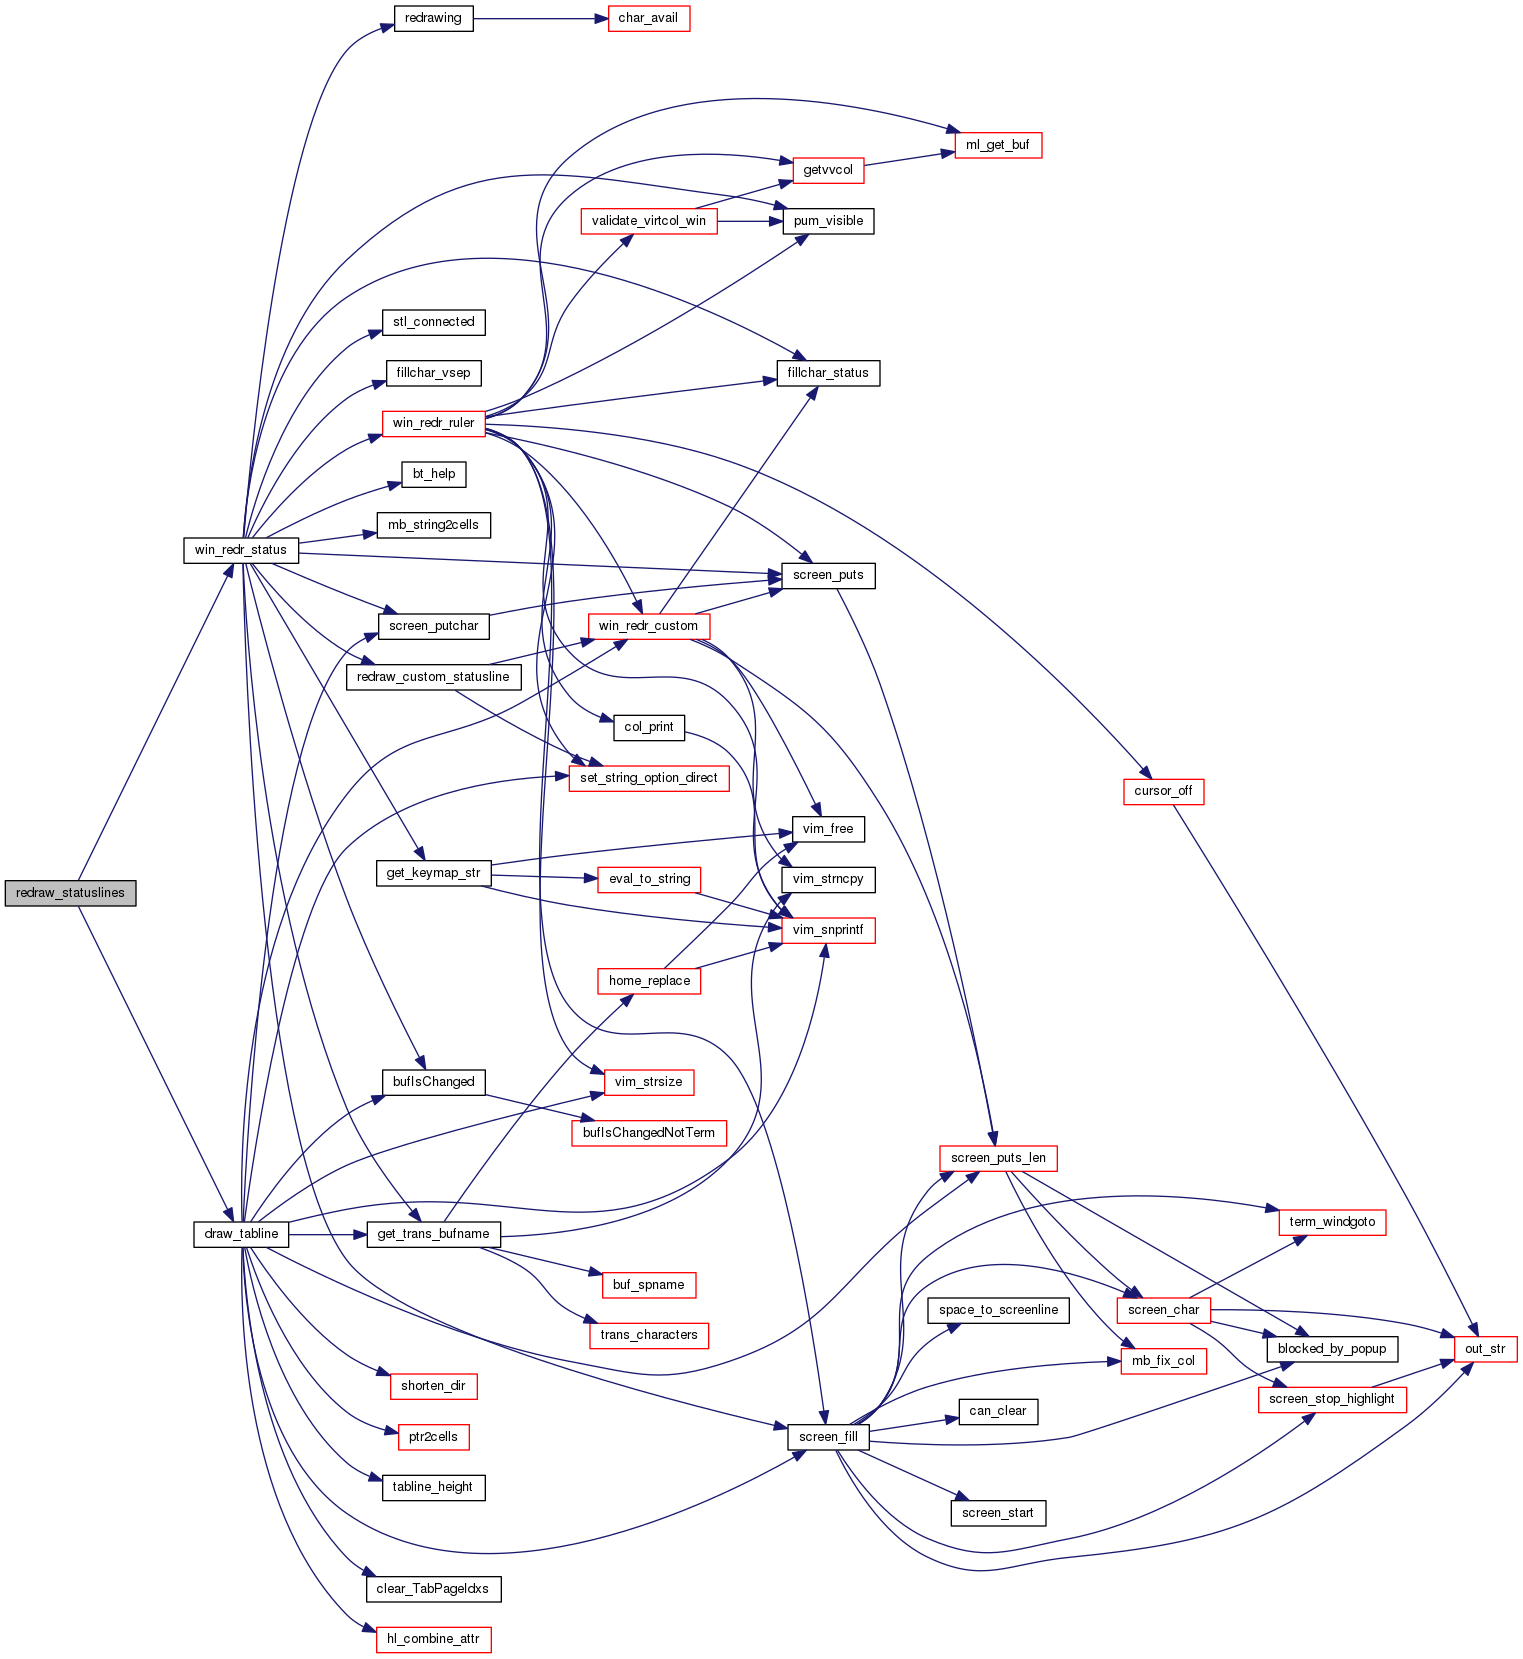 redrawing
char_avail
ml_get_buf
getvvcol
validate_virtcol_win
pum_visible
stl_connected
fillchar_vsep
fillchar_status
win_redr_ruler
bt_help
mb_string2cells
win_redr_status
screen_puts
screen_putchar
win_redr_custom
redraw_custom_statusline
col_print
set_string_option_direct
cursor_off
vim_free
get_keymap_str
eval_to_string
vim_strncpy
redraw_statuslines
vim_snprintf
home_replace
bufIsChanged
vim_strsize
bufIsChangedNotTerm
screen_puts_len
term_windgoto
draw_tabline
get_trans_bufname
buf_spname
space_to_screenline
screen_char
trans_characters
blocked_by_popup
out_str
mb_fix_col
shorten_dir
screen_stop_highlight
can_clear
ptr2cells
screen_fill
tabline_height
screen_start
clear_TabPageIdxs
hl_combine_attr